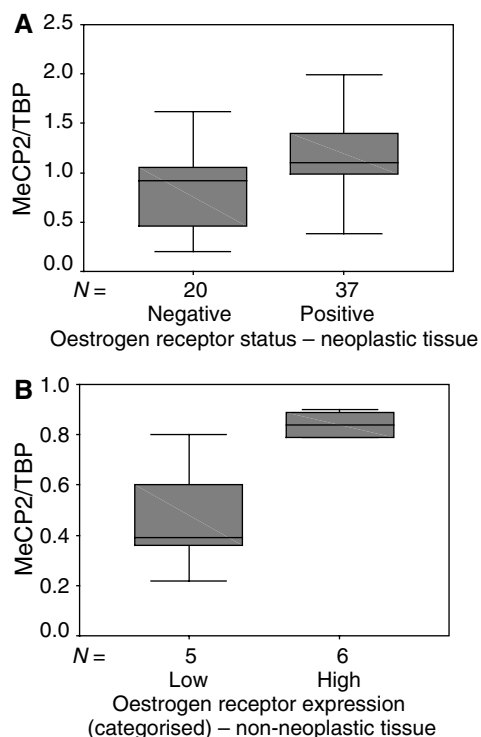 A
MeCP2/TBP
2.5
2.0
1.5
1.0
0.5
0.0
N = 20 37
Negative Positive
Oestrogen receptor status – neoplastic tissue
B
MeCP2/TBP
1.0
0.8
0.6
0.4
0.2
0.0
N = 5 6
Low High
Oestrogen receptor expression
(categorised) – non-neoplastic tissue